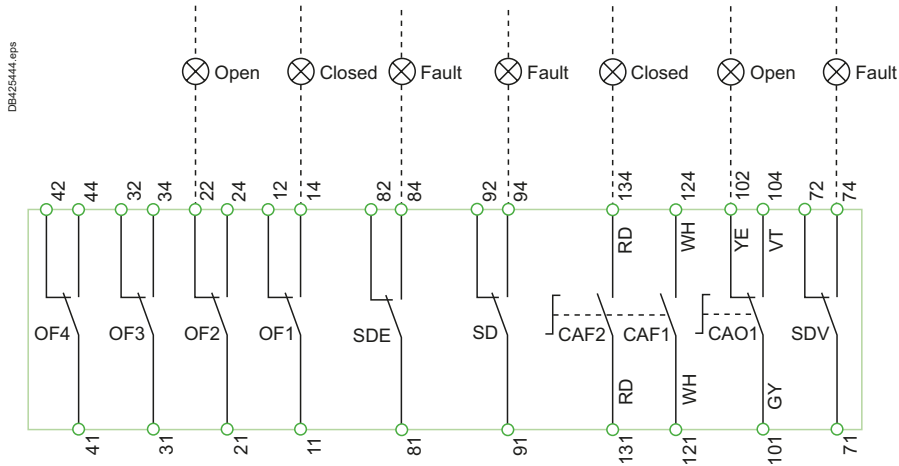 DB425444.eps
Open
Closed
Fault
Fault
Closed
Open
Fault
42
44
32
34
22
24
12
14
82
84
92
94
134
124
102
104
72
74
RD
WH
YE
VT
OF4
OF3
OF2
OF1
SDE
SD
CAF2
CAF1
CAO1
SDV
RD
WH
GY
41
31
21
11
81
91
131
121
101
71